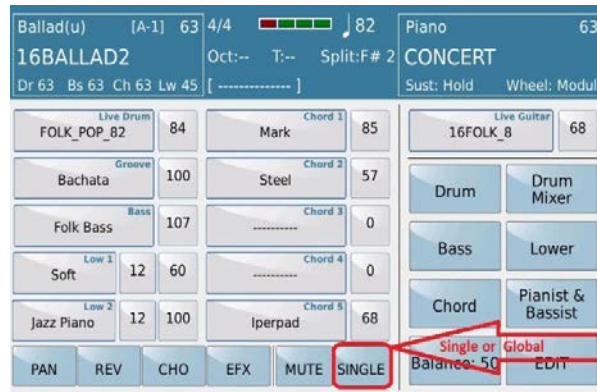 Ballad(u) [A-1] 63
16BALLAD2
Dr 63 Bs 63 Ch 63 Lw 45
4/4 ♩ 82
Oct:-- T:-- Split:F# 2
[ -------------- ]
Piano 63
CONCERT
Sust: Hold Wheel: Modul
Live Drum
FOLK_POP_82 84
Groove
Bachata 100
Bass
Folk Bass 107
Low 1
Soft 12 60
Low 2
Jazz Piano 12 100
Chord 1
Mark 85
Chord 2
Steel 57
Chord 3
---------- 0
Chord 4
---------- 0
Chord 5
Iperpad 68
Live Guitar
16FOLK_8 68
Drum
Drum
Mixer
Bass
Lower
Chord
Pianist &
Bassist
Single or Global
Balance: 50
EDIT
PAN REV CHO EFX MUTE SINGLE